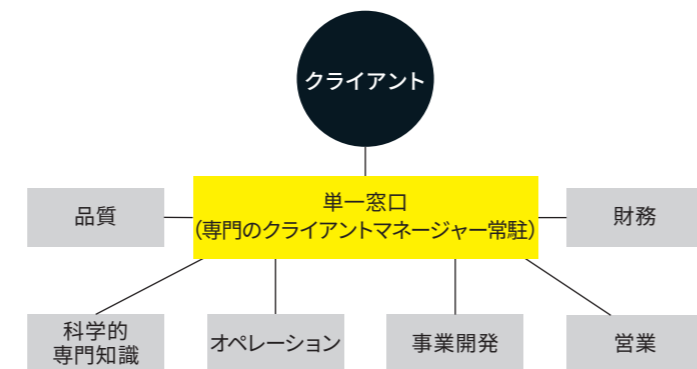 クライアント
単一窓口
(専門のクライアントマネージャー常駐)
品質
財務
科学的
専門知識
オペレーション
事業開発
営業